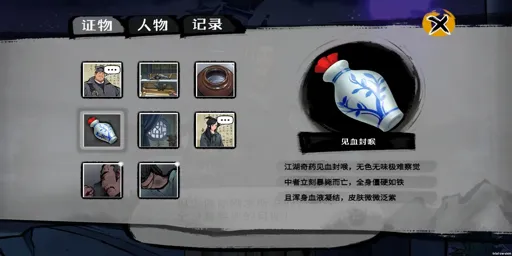 证物 人物 记录
见血封喉
江湖奇药见血封喉，无色无味极难察觉
中者立刻暴毙而亡，全身僵硬如铁
且浑身血液凝结，皮肤微微泛紫